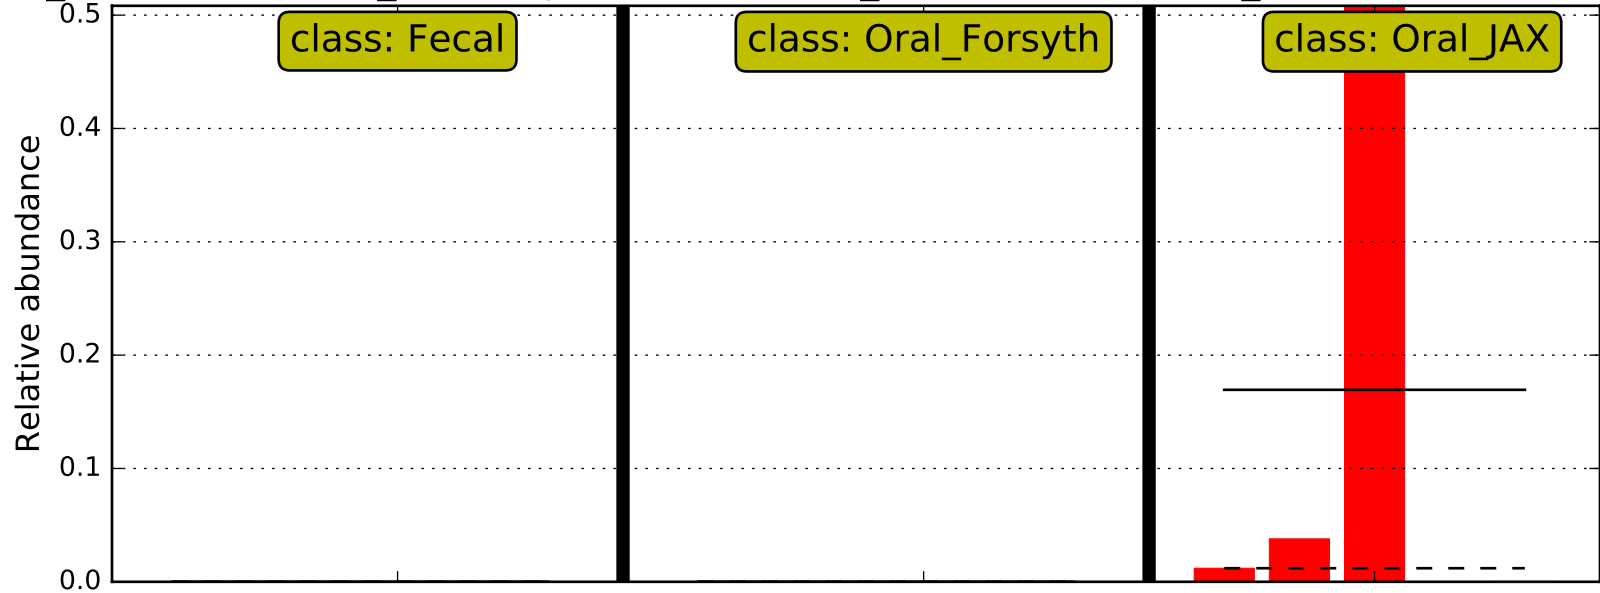 0.5
class: Fecal
class: Oral_Forsyth
class: Oral_JAX
0.4
0.3
0.2
0.1
0.0
Relative abundance